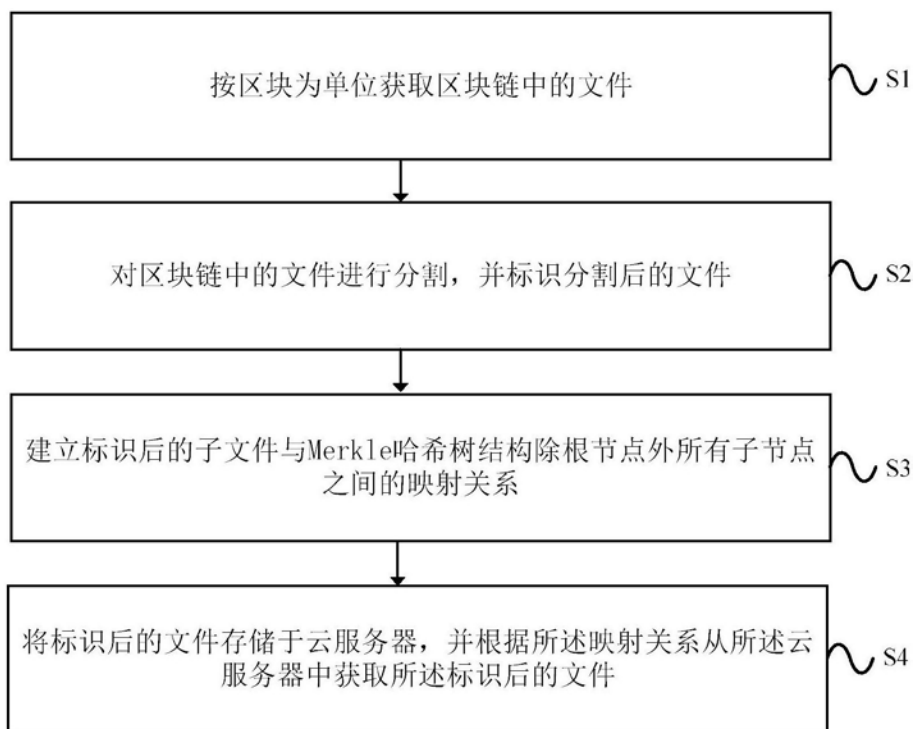 按区块为单位获取区块链中的文件
S1
对区块链中的文件进行分割，并标识分割后的文件
S2
建立标识后的子文件与Merkle哈希树结构除根节点外所有子节点
之间的映射关系
S3
将标识后的文件存储于云服务器，并根据所述映射关系从所述云
服务器中获取所述标识后的文件
S4